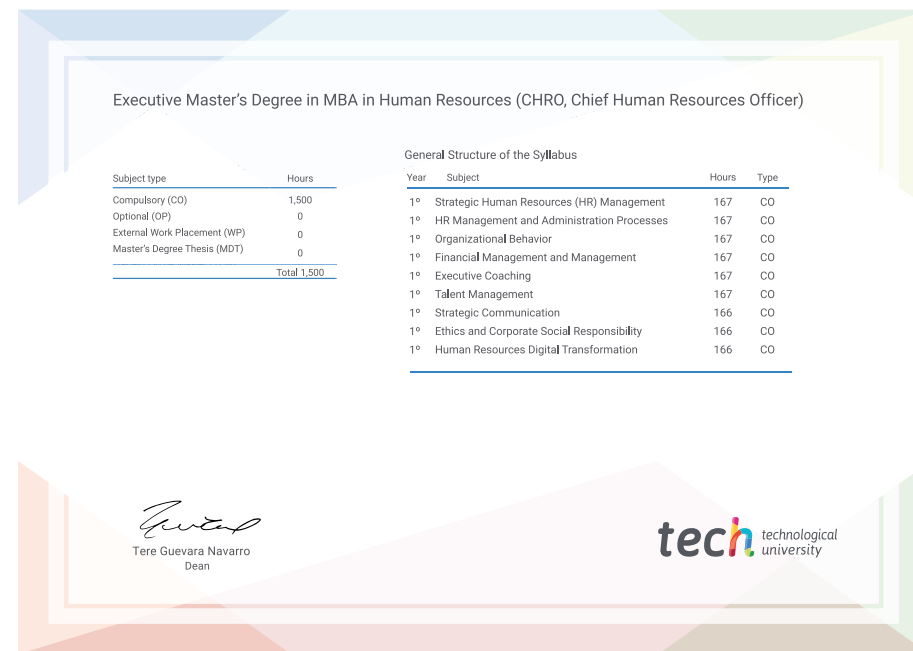 Executive Master's Degree in MBA in Human Resources (CHRO, Chief Human Resources Officer)
Subject type Hours
Compulsory (CO) 1,500
Optional (OP) 0
External Work Placement (WP) 0
Master's Degree Thesis (MDT) 0
Total 1,500
General Structure of the Syllabus
Year Subject Hours Type
1º Strategic Human Resources (HR) Management 167 CO
1º HR Management and Administration Processes 167 CO
1º Organizational Behavior 167 CO
1º Financial Management and Management 167 CO
1º Executive Coaching 167 CO
1º Talent Management 167 CO
1º Strategic Communication 166 CO
1º Ethics and Corporate Social Responsibility 166 CO
1º Human Resources Digital Transformation 166 CO
Tere Guevara Navarro
Dean
tech technological
university